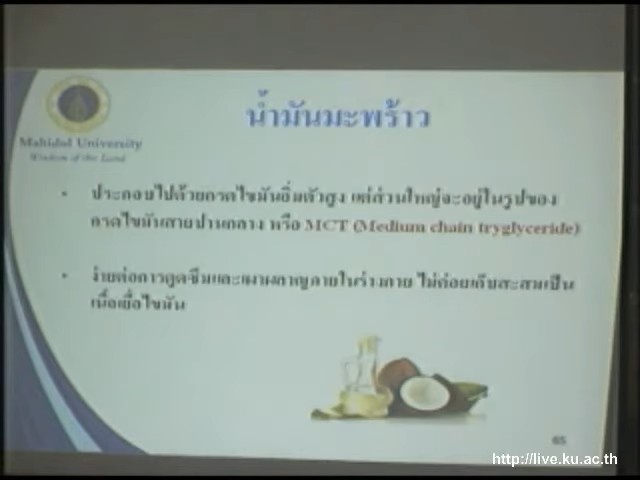 Mahidol University
Wisdom of the Land
น้ำมันมะพร้าว
• ประกอบไปด้วยกรดไขมันอิ่มตัวสูง แต่ส่วนใหญ่จะอยู่ในรูปของ
กรดไขมันสายปานกลาง หรือ MCT (Medium chain tryglyceride)
• ง่ายต่อการดูดซึมและเผาผลาญภายในร่างกาย ไม่ค่อยเก็บสะสมเป็น
เนื้อเยื่อไขมัน
65
http://live.ku.ac.th